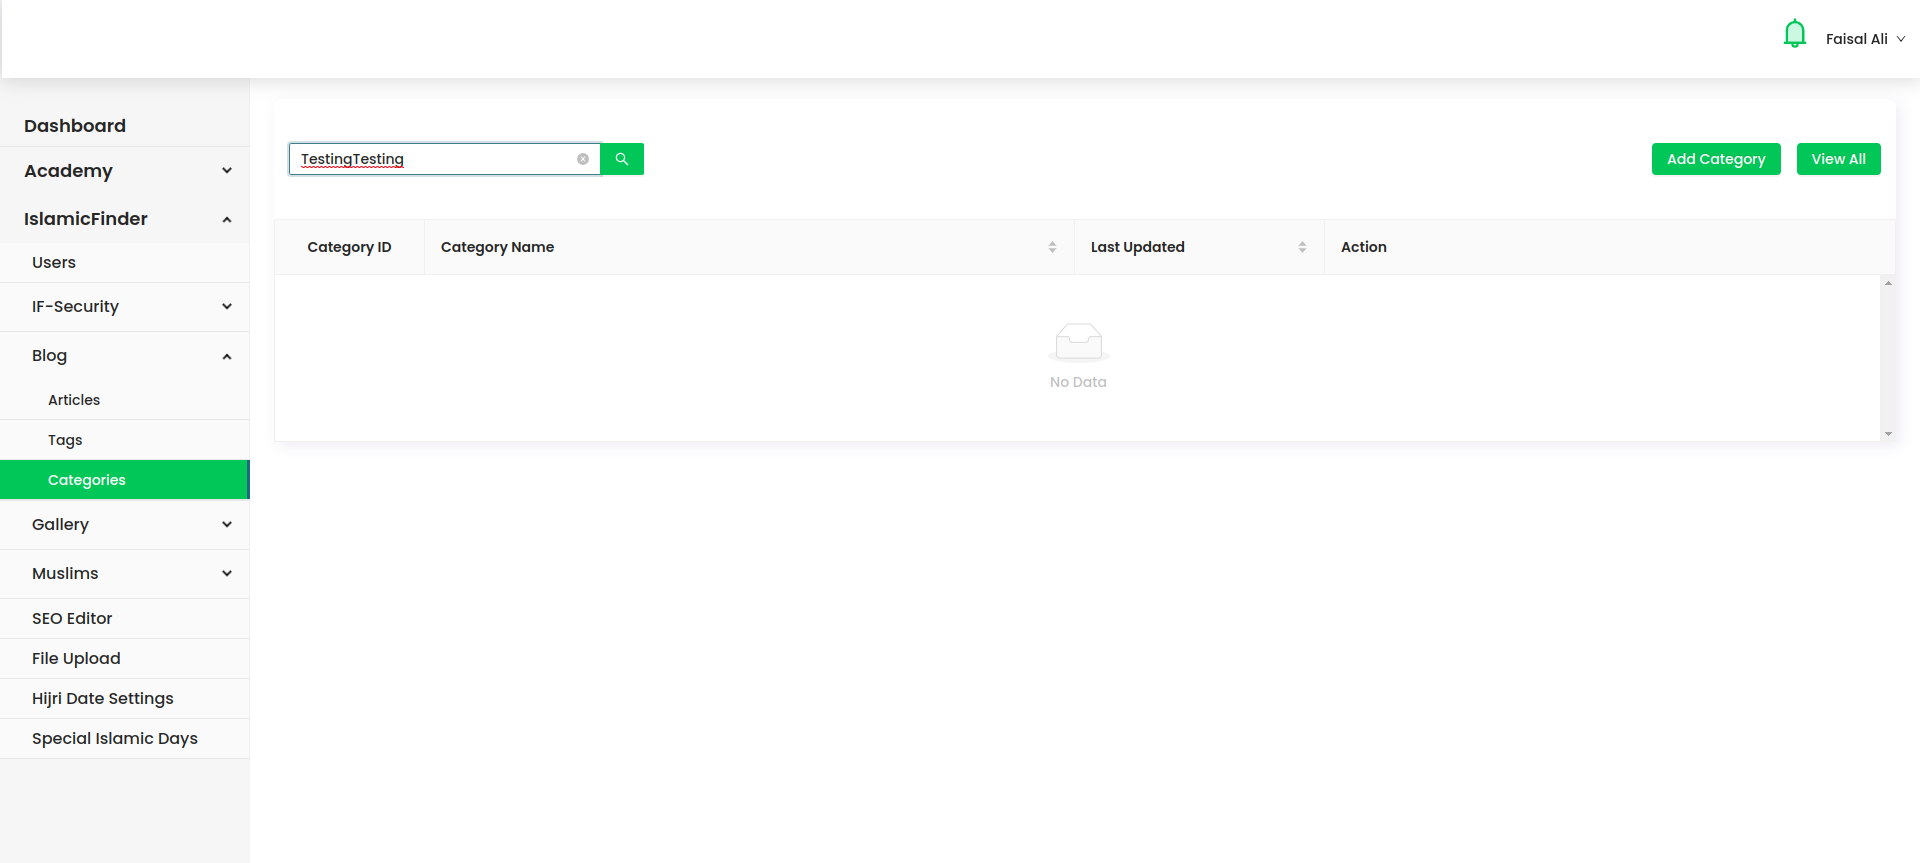 Faisal Ali
Dashboard
Academy
IslamicFinder
Users
IF-Security
Blog
Articles
Tags
Categories
Gallery
Muslims
SEO Editor
File Upload
Hijri Date Settings
Special Islamic Days
TestingTesting
Add Category
View All
Category ID
Category Name
Last Updated
Action
No Data